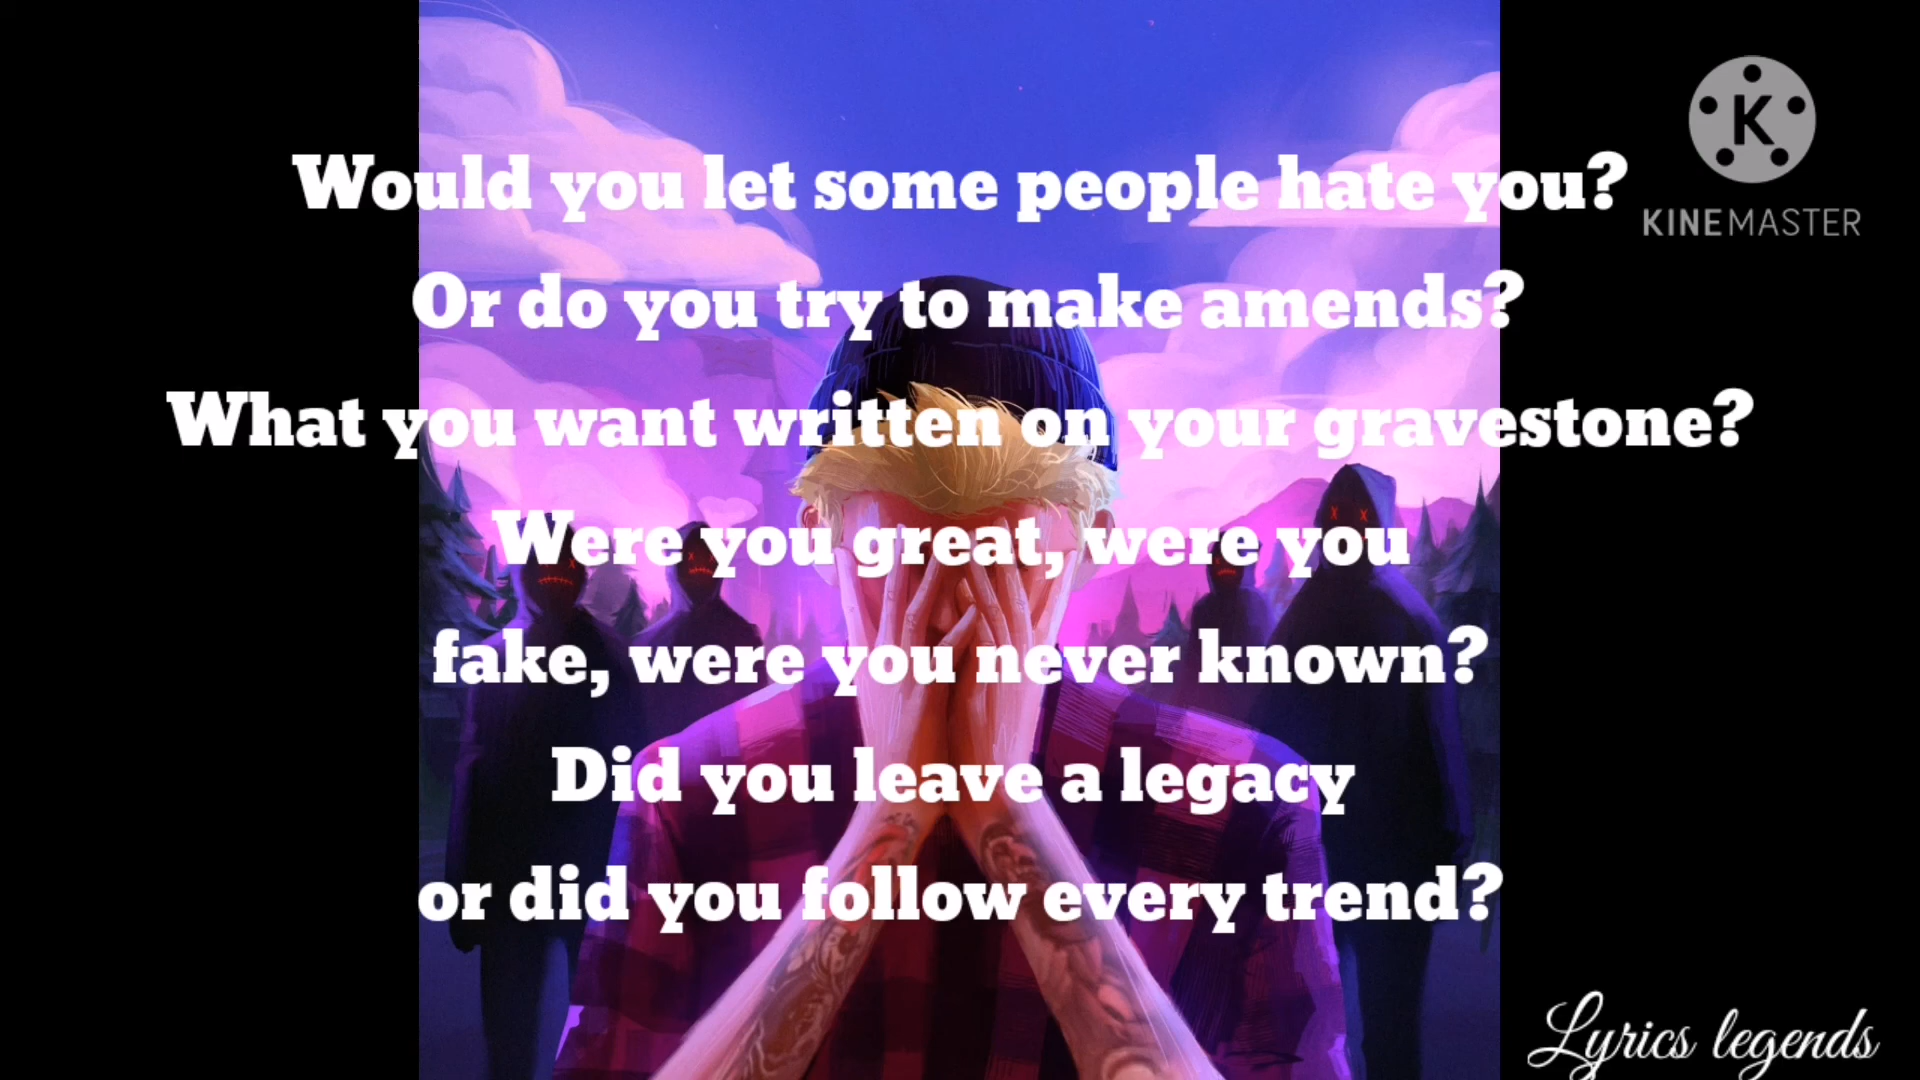 Would you let some people hate you?
KINEMASTER
Or do you try to make amends?
What you want written on your gravestone?
Were you great, were you
fake, were you never known?
Did you leave a legacy
or did you follow every trend?
Lyrics legends